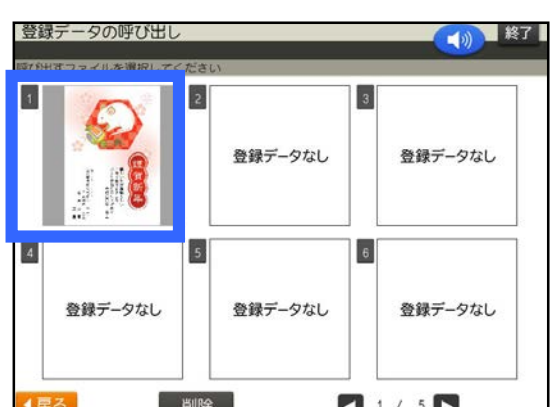 登録データの呼び出し
終了
呼び出すファイルを選択してください
1
2
3
謹賀新年
登録データなし
登録データなし
4
5
6
登録データなし
登録データなし
登録データなし
戻る
削除
1 / 5